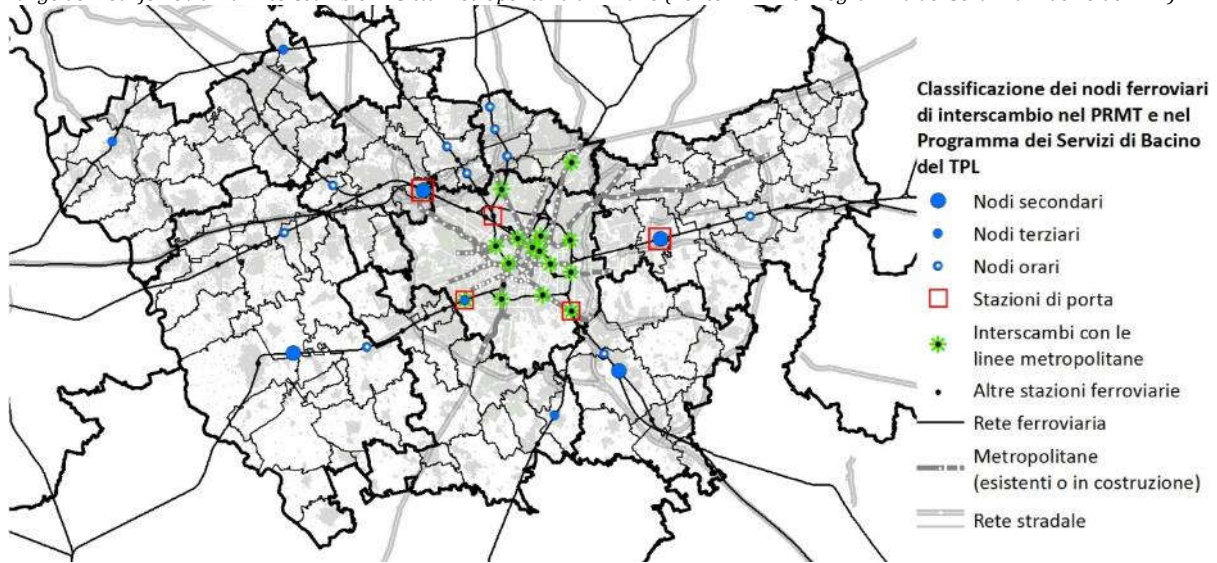 Classificazione dei nodi ferroviari
di interscambio nel PRMT e nel
Programma dei Servizi di Bacino
del TPL
Nodi secondari
Nodi terziari
Nodi orari
Stazioni di porta
Interscambi con le
linee metropolitane
Altre stazioni ferroviarie
Rete ferroviaria
Metropolitane
(esistenti o in costruzione)
Rete stradale